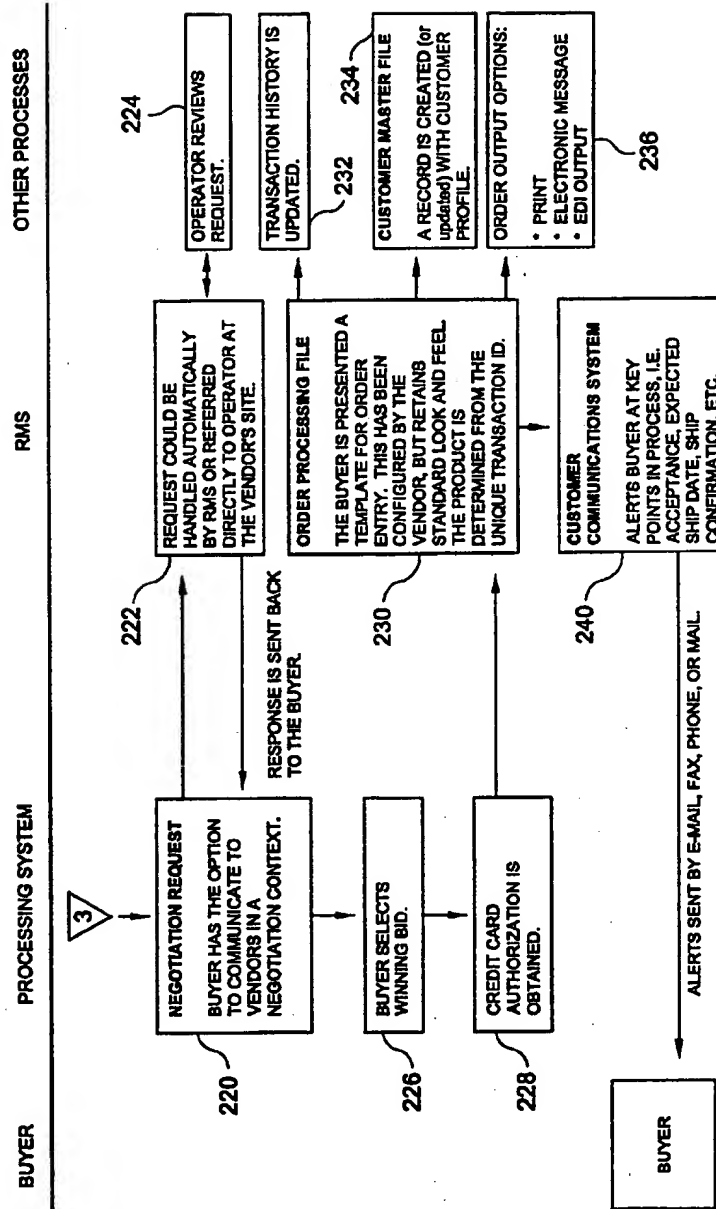 BUYER
PROCESSING SYSTEM
RMS
OTHER PROCESSES
3
NEGOTIATION REQUEST
BUYER HAS THE OPTION
TO COMMUNICATE TO
VENDORS IN A
NEGOTIATION CONTEXT.
220
222
REQUEST COULD BE
HANDLED AUTOMATICALLY
BY RMS OR REFERRED
DIRECTLY TO OPERATOR AT
THE VENDOR'S SITE.
224
OPERATOR REVIEWS
REQUEST.
RESPONSE IS SENT BACK
TO THE BUYER.
BUYER SELECTS
WINNING BID.
226
CREDIT CARD
AUTHORIZATION IS
OBTAINED.
228
ORDER PROCESSING FILE
THE BUYER IS PRESENTED A
TEMPLATE FOR ORDER
ENTRY. THIS HAS BEEN
CONFIGURED BY THE
VENDOR, BUT RETAINS
STANDARD LOOK AND FEEL.
THE PRODUCT IS
DETERMINED FROM THE
UNIQUE TRANSACTION ID.
230
TRANSACTION HISTORY IS
UPDATED.
232
234
CUSTOMER MASTER FILE
A RECORD IS CREATED (or
updated) WITH CUSTOMER
PROFILE.
ORDER OUTPUT OPTIONS:
* PRINT
* ELECTRONIC MESSAGE
* EDI OUTPUT
236
CUSTOMER
COMMUNICATIONS SYSTEM
ALERTS BUYER AT KEY
POINTS IN PROCESS, I.E.
ACCEPTANCE, EXPECTED
SHIP DATE, SHIP
CONFIRMATION, ETC.
240
ALERTS SENT BY E-MAIL, FAX, PHONE, OR MAIL.
BUYER